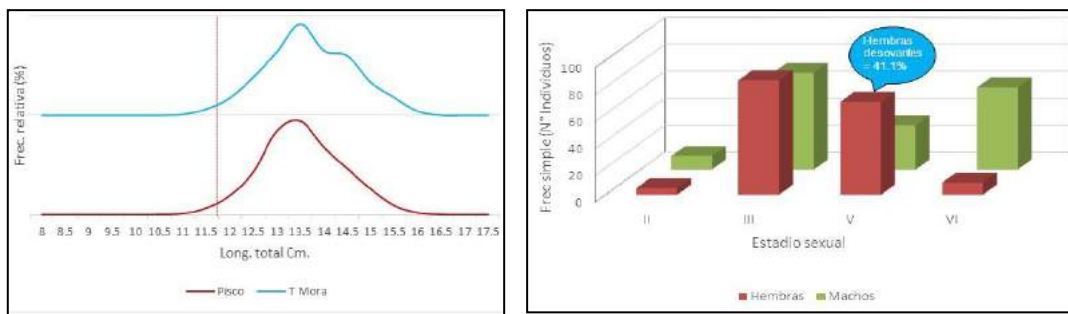 Frec. relativa (%)
8 8.5 9 9.5 10 10.5 11 11.5 12 12.5 13 13.5 14 14.5 15 15.5 16 16.5 17 17.5
Long. total Cm.
Pisco T Mora
Hembras
desovantes
= 41.1%
Frec simple (N° Individuos)
100
80
60
40
20
0
II III V VI
Estadio sexual
Hembras Machos